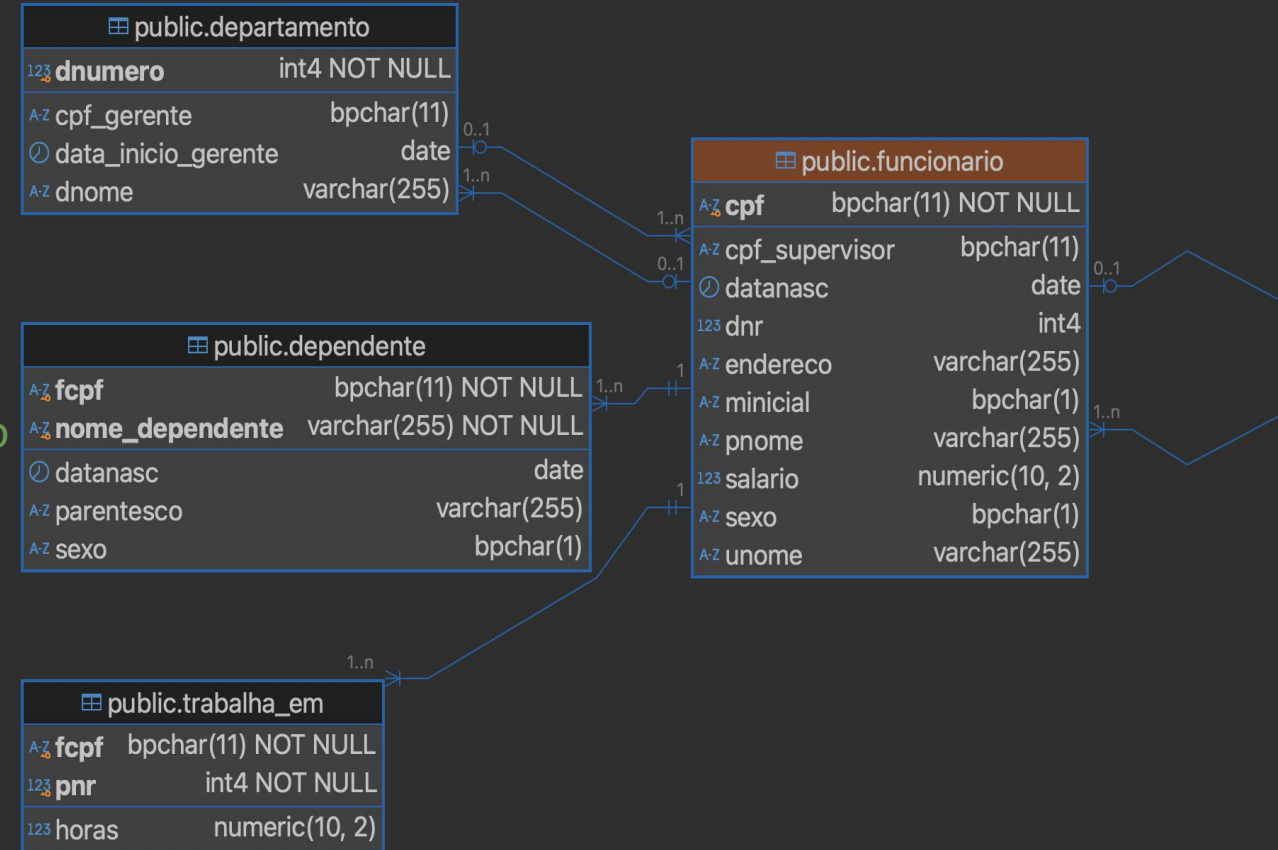 public.departamento
123 dnumero int4 NOT NULL
A-Z cpf_gerente bpchar(11)
data_inicio_gerente date
A-Z dnome varchar(255)
0..1
1..n
1..n
0..1
public.funcionario
A-Z cpf bpchar(11) NOT NULL
A-Z cpf_supervisor bpchar(11)
datanasc date
123 dnr int4
A-Z endereco varchar(255)
A-Z minicial bpchar(1)
A-Z pnome varchar(255)
123 salario numeric(10, 2)
A-Z sexo bpchar(1)
A-Z unome varchar(255)
0..1
1..n
public.dependente
A-Z fcpf bpchar(11) NOT NULL
A-Z nome_dependente varchar(255) NOT NULL
datanasc date
A-Z parentesco varchar(255)
A-Z sexo bpchar(1)
1..n
1
1
1..n
public.trabalha_em
A-Z fcpf bpchar(11) NOT NULL
123 pnr int4 NOT NULL
123 horas numeric(10, 2)